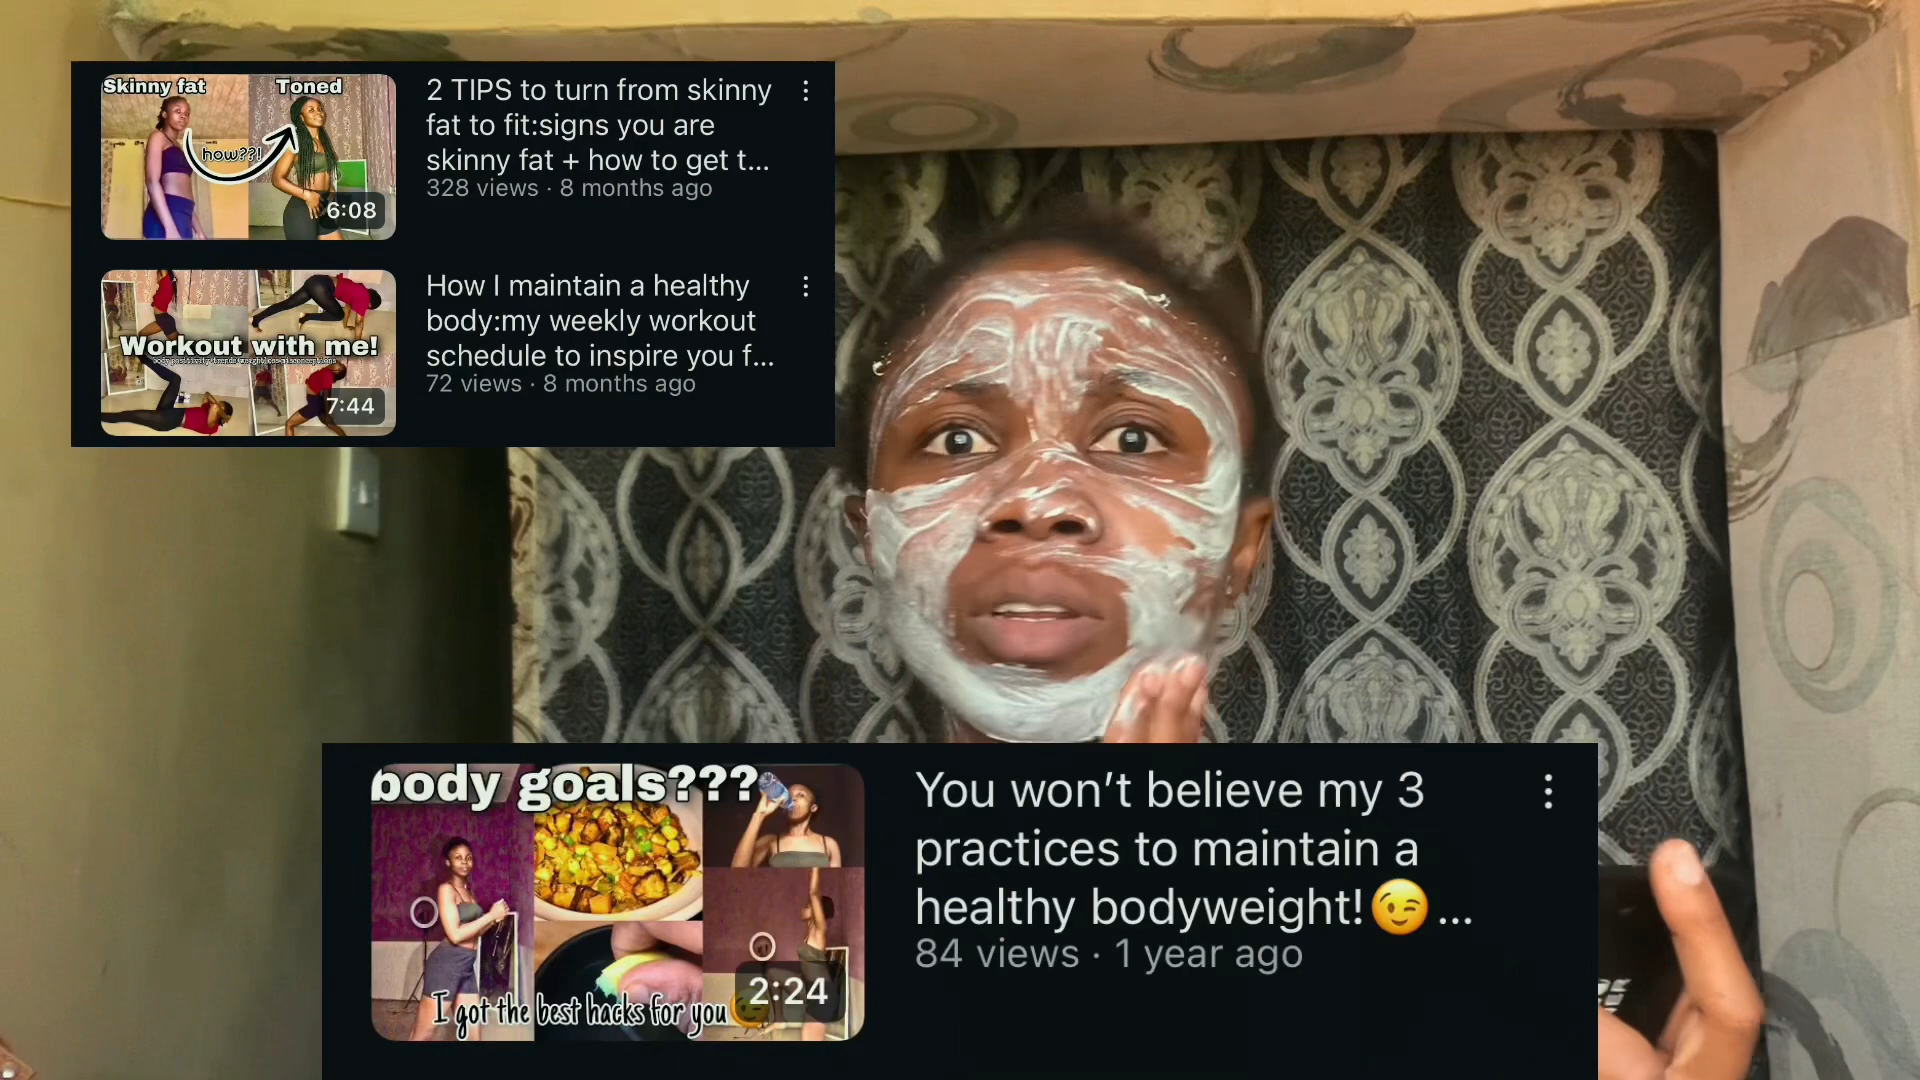 Skinny fat
Toned
how??!
6:08
2 TIPS to turn from skinny
fat to fit:signs you are
skinny fat + how to get t...
328 views · 8 months ago
Workout with me!
7:44
How I maintain a healthy
body:my weekly workout
schedule to inspire you f...
72 views · 8 months ago
body goals???
I got the best hacks for you😉
2:24
You won’t believe my 3
practices to maintain a
healthy bodyweight!😉...
84 views · 1 year ago